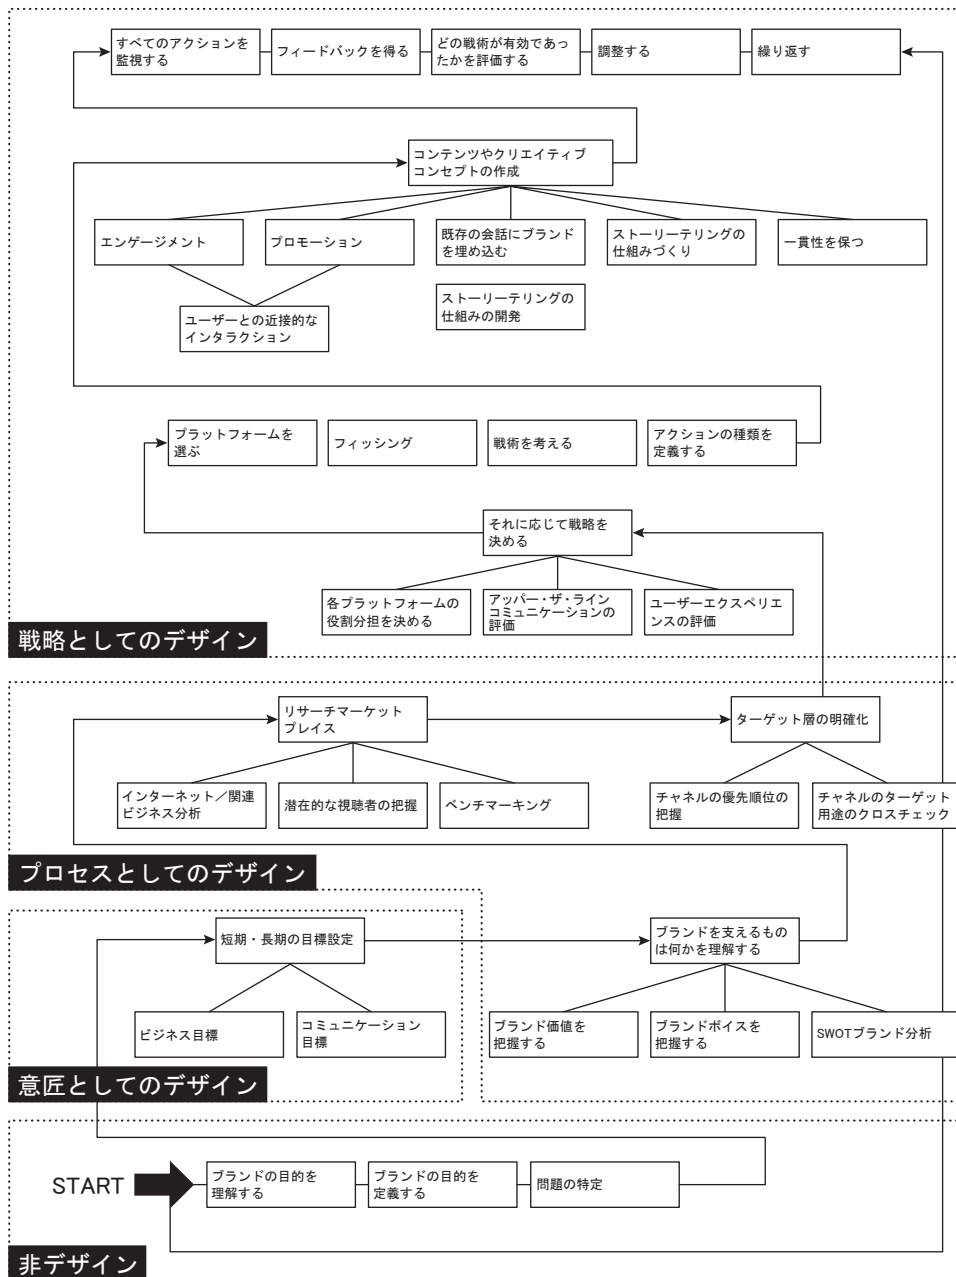 すべてのアクションを
監視する
フィードバックを得る
どの戦術が有効であっ
たかを評価する
調整する
繰り返す
コンテンツやクリエイティブ
コンセプトの作成
エンゲージメント
プロモーション
既存の会話にブランド
を埋め込む
ストーリーテリングの
仕組みづくり
一貫性を保つ
ユーザーとの近接的な
インタラクション
ストーリーテリングの
仕組みの開発
プラットフォームを
選ぶ
フィッシング
戦術を考える
アクションの種類を
定義する
それに応じて戦略を
決める
各プラットフォームの
役割分担を決める
アッパー・ザ・ライン
コミュニケーションの
評価
ユーザーエクスペリエ
ンスの評価
戦略としてのデザイン
リサーチマーケット
プレイス
ターゲット層の明確化
インターネット／関連
ビジネス分析
潜在的な視聴者の把握
ベンチマーキング
チャネルの優先順位の
把握
チャネルのターゲット
用途のクロスチェック
プロセスとしてのデザイン
短期・長期の目標設定
ブランドを支えるもの
は何かを理解する
ビジネス目標
コミュニケーション
目標
ブランド価値を
把握する
ブランドボイスを
把握する
SWOTブランド分析
意匠としてのデザイン
START
ブランドの目的を
理解する
ブランドの目的を
定義する
問題の特定
非デザイン